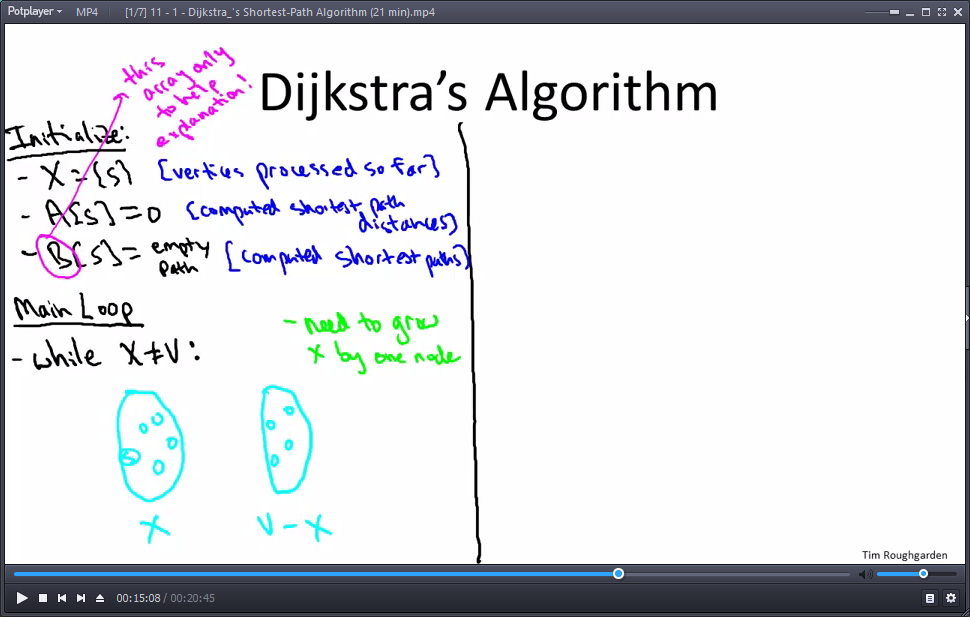 Potplayer MP4 [1/7] 11 - 1 - Dijkstra_'s Shortest-Path Algorithm (21 min).mp4
this
array only
to help
explanation!
Dijkstra's Algorithm
Initialize:
- X = {s} [vertices processed so far]
- A[s] = 0 [computed shortest path
distances]
- B[s] = empty
path [computed shortest paths]
Main Loop
- while X ≠ V:
- need to grow
X by one node
s
X
V - X
Tim Roughgarden
00:15:08 / 00:20:45